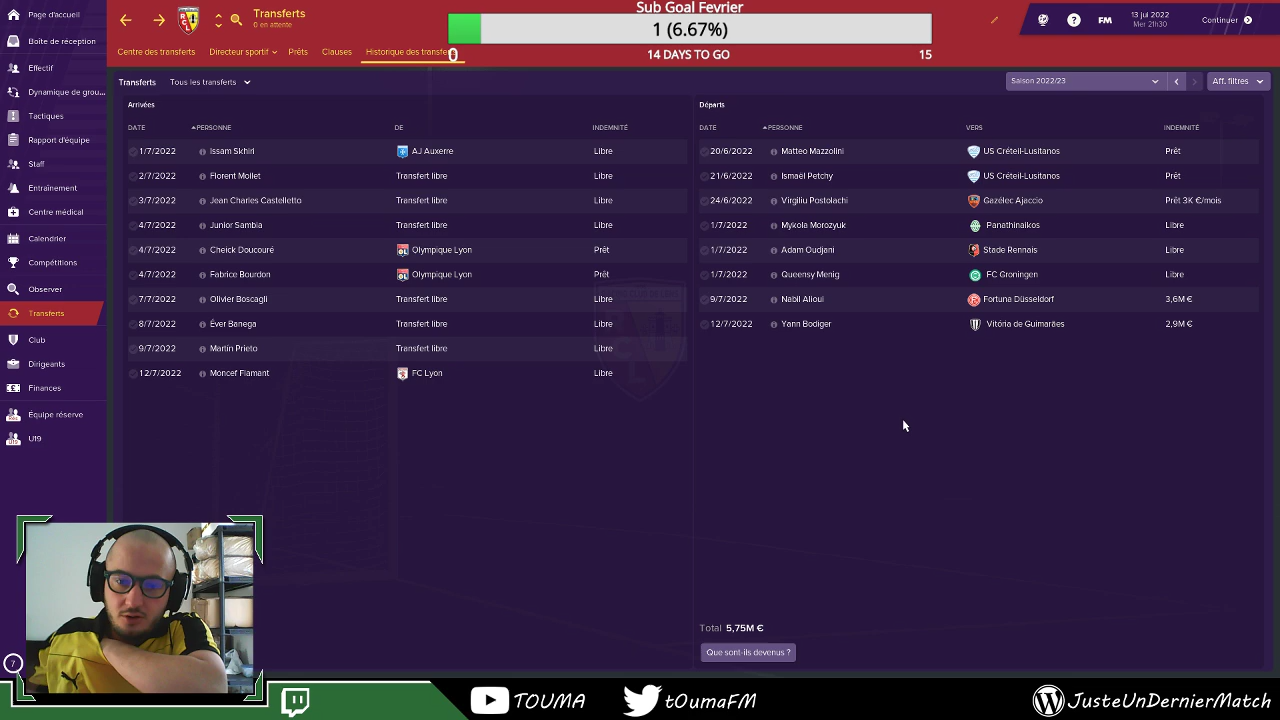 Sub Goal Fevrier
1 (6.67%)
0
14 DAYS TO GO
15
Transferts
0 en attente
FM
13 jul 2022
Mer 21h30
Continuer
Centre des transferts
Directeur sportif
Prêts
Clauses
Historique des transfe
Page d'accueil
Boîte de réception
Effectif
Dynamique de grou...
Tactiques
Rapport d'équipe
Staff
Entraînement
Centre médical
Calendrier
Compétitions
Observer
Transferts
Club
Dirigeants
Finances
Équipe réserve
U19
7
Transferts
Tous les transferts
Saison 2022/23
Aff. filtres
Arrivées
DATE PERSONNE DE INDEMNITÉ
1/7/2022 Issam Skhiri AJ Auxerre Libre
2/7/2022 Florent Mollet Transfert libre Libre
3/7/2022 Jean Charles Castelletto Transfert libre Libre
4/7/2022 Junior Sambia Transfert libre Libre
4/7/2022 Cheick Doucouré Olympique Lyon Prêt
4/7/2022 Fabrice Bourdon Olympique Lyon Prêt
7/7/2022 Olivier Boscagli Transfert libre Libre
8/7/2022 Éver Banega Transfert libre Libre
9/7/2022 Martín Prieto Transfert libre Libre
12/7/2022 Moncef Flamant FC Lyon Libre
Départs
DATE PERSONNE VERS INDEMNITÉ
20/6/2022 Matteo Mazzolini US Créteil-Lusitanos Prêt
21/6/2022 Ismaël Petchy US Créteil-Lusitanos Prêt
24/6/2022 Virgiliu Postolachi Gazélec Ajaccio Prêt 3K €/mois
1/7/2022 Mykola Morozyuk Panathinaikos Libre
1/7/2022 Adam Oudjani Stade Rennais Libre
1/7/2022 Queensy Menig FC Groningen Libre
9/7/2022 Nabil Alioui Fortuna Düsseldorf 3,6M €
12/7/2022 Yann Bodiger Vitória de Guimarães 2,9M €
Total 5,75M €
Que sont-ils devenus ?
TOUMA
tOumaFM
JusteUnDernierMatch